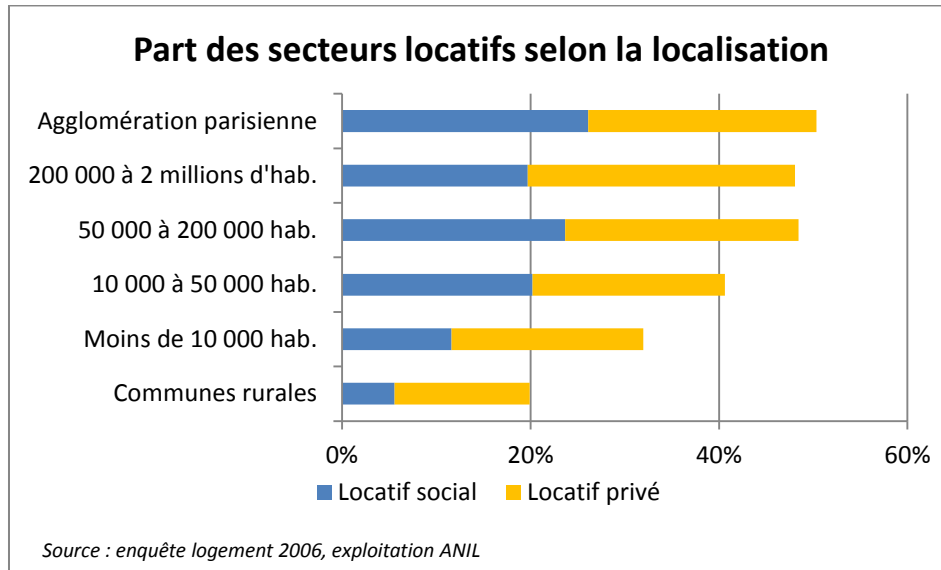 Part des secteurs locatifs selon la localisation
Agglomération parisienne
200 000 à 2 millions d'hab.
50 000 à 200 000 hab.
10 000 à 50 000 hab.
Moins de 10 000 hab.
Communes rurales
0% 20% 40% 60%
Locatif social Locatif privé
Source : enquête logement 2006, exploitation ANIL